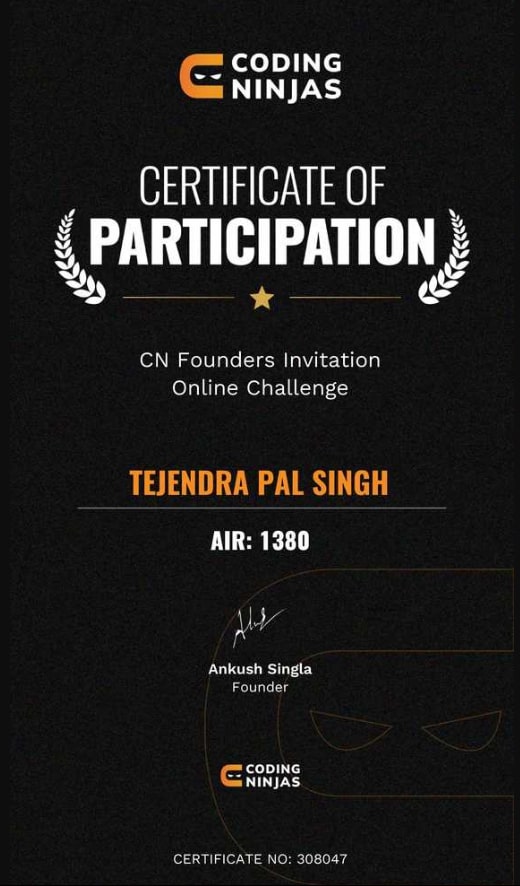 CODING
NINJAS
CERTIFICATE OF
PARTICIPATION
CN Founders Invitation
Online Challenge
TEJENDRA PAL SINGH
AIR: 1380
Ankush Singla
Founder
CODING
NINJAS
CERTIFICATE NO: 308047